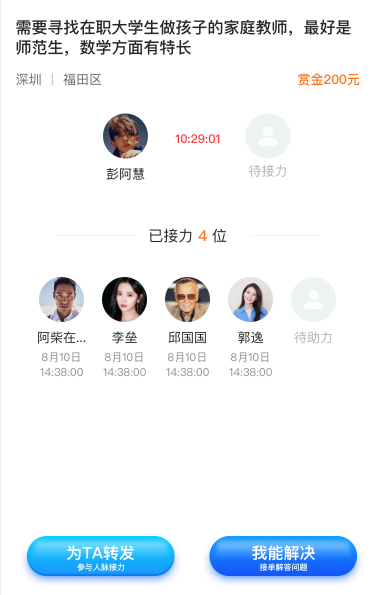 需要寻找在职大学生做孩子的家庭教师，最好是
师范生，数学方面有特长
深圳 | 福田区 赏金200元
10:29:01
彭阿慧 待接力
已接力 4 位
阿柴在... 李垒 邱国国 郭逸 待助力
8月10日 8月10日 8月10日 8月10日
14:38:00 14:38:00 14:38:00 14:38:00
为TA转发 我能解决
参与人脉接力 接单解答问题